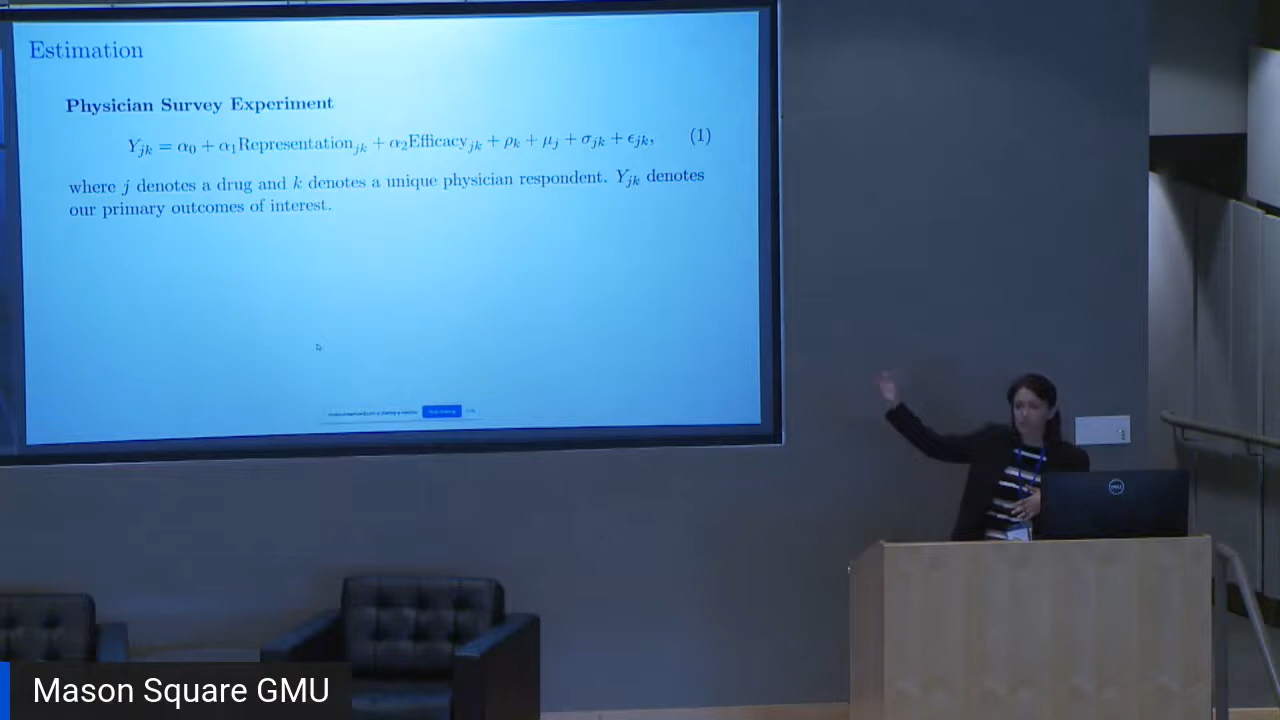 Estimation
Physician Survey Experiment
Y_jk = α_0 + α_1Representation_jk + α_2Efficacy_jk + ρ_k + μ_j + σ_jk + ϵ_jk, (1)
where j denotes a drug and k denotes a unique physician respondent. Y_jk denotes
our primary outcomes of interest.
DELL
Mason Square GMU